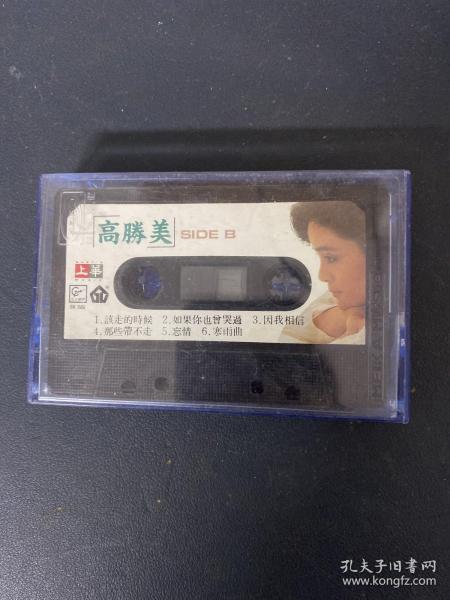 高勝美 SIDE B
上華
1.該走的時候 2.如果你也曾哭過 3.因我相信
4.那些帶不走 5.忘情 6.寒雨曲
孔夫子旧书网
www.kongfz.com